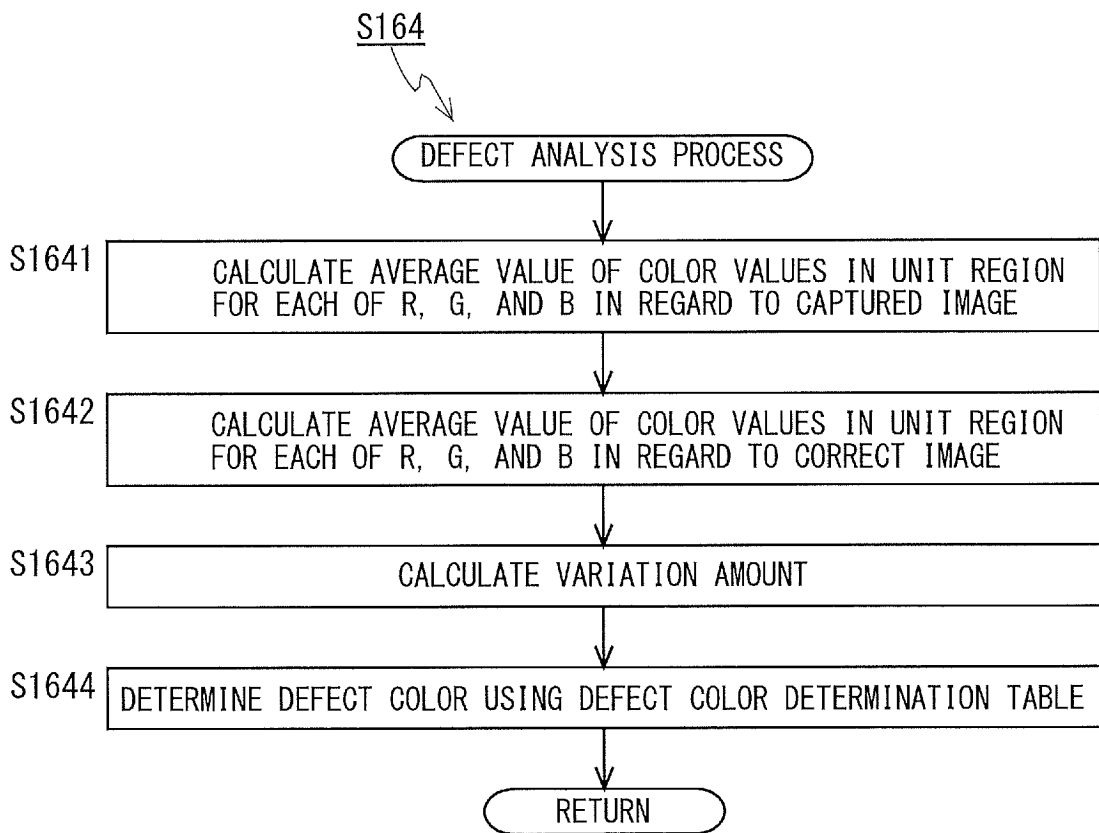 S164
DEFECT ANALYSIS PROCESS
S1641
CALCULATE AVERAGE VALUE OF COLOR VALUES IN UNIT REGION
FOR EACH OF R, G, AND B IN REGARD TO CAPTURED IMAGE
S1642
CALCULATE AVERAGE VALUE OF COLOR VALUES IN UNIT REGION
FOR EACH OF R, G, AND B IN REGARD TO CORRECT IMAGE
S1643
CALCULATE VARIATION AMOUNT
S1644
DETERMINE DEFECT COLOR USING DEFECT COLOR DETERMINATION TABLE
RETURN